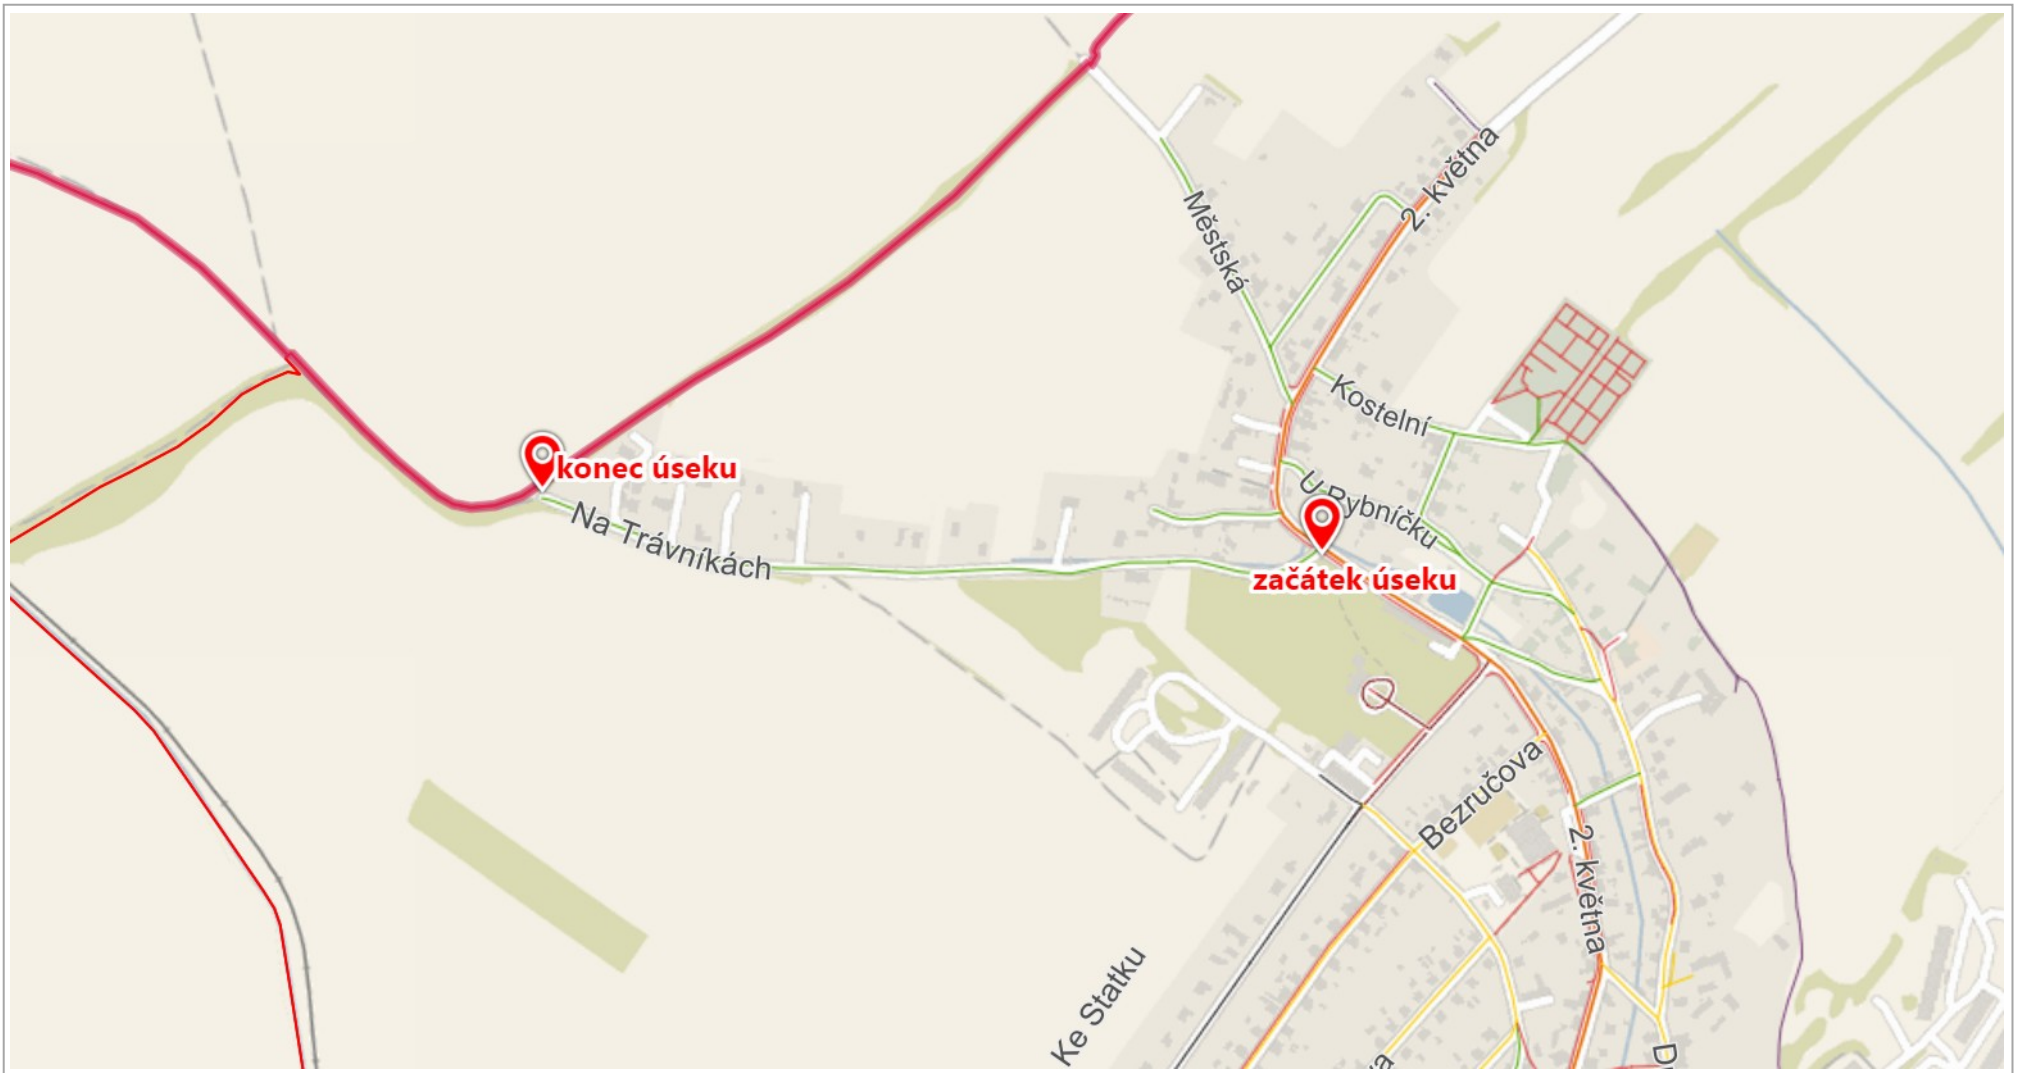 2. května
Městská
Kostelní
konec úseku
U Rybníčku
Na Trávníkách
začátek úseku
Bezručova
2. května
Ke Statku